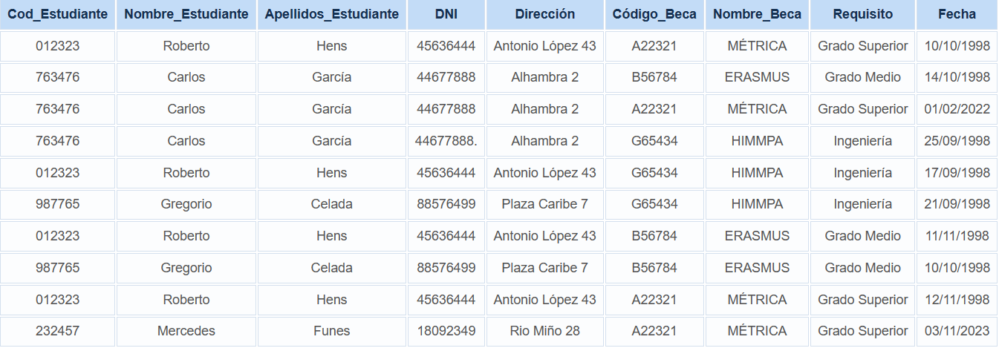 Cod_Estudiante Nombre_Estudiante Apellidos_Estudiante DNI Dirección Código_Beca Nombre_Beca Requisito Fecha
012323 Roberto Hens 45636444 Antonio López 43 A22321 MÉTRICA Grado Superior 10/10/1998
763476 Carlos García 44677888 Alhambra 2 B56784 ERASMUS Grado Medio 14/10/1998
763476 Carlos García 44677888 Alhambra 2 A22321 MÉTRICA Grado Superior 01/02/2022
763476 Carlos García 44677888. Alhambra 2 G65434 HIMMPA Ingeniería 25/09/1998
012323 Roberto Hens 45636444 Antonio López 43 G65434 HIMMPA Ingeniería 17/09/1998
987765 Gregorio Celada 88576499 Plaza Caribe 7 G65434 HIMMPA Ingeniería 21/09/1998
012323 Roberto Hens 45636444 Antonio López 43 B56784 ERASMUS Grado Medio 11/11/1998
987765 Gregorio Celada 88576499 Plaza Caribe 7 B56784 ERASMUS Grado Medio 10/10/1998
012323 Roberto Hens 45636444 Antonio López 43 A22321 MÉTRICA Grado Superior 12/11/1998
232457 Mercedes Funes 18092349 Rio Miño 28 A22321 MÉTRICA Grado Superior 03/11/2023